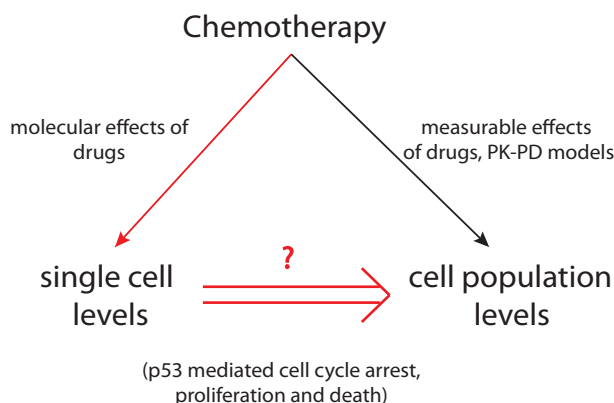 Chemotherapy
molecular effects of
drugs
measurable effects
of drugs, PK-PD models
?
single cell
levels
cell population
levels
(p53 mediated cell cycle arrest,
proliferation and death)